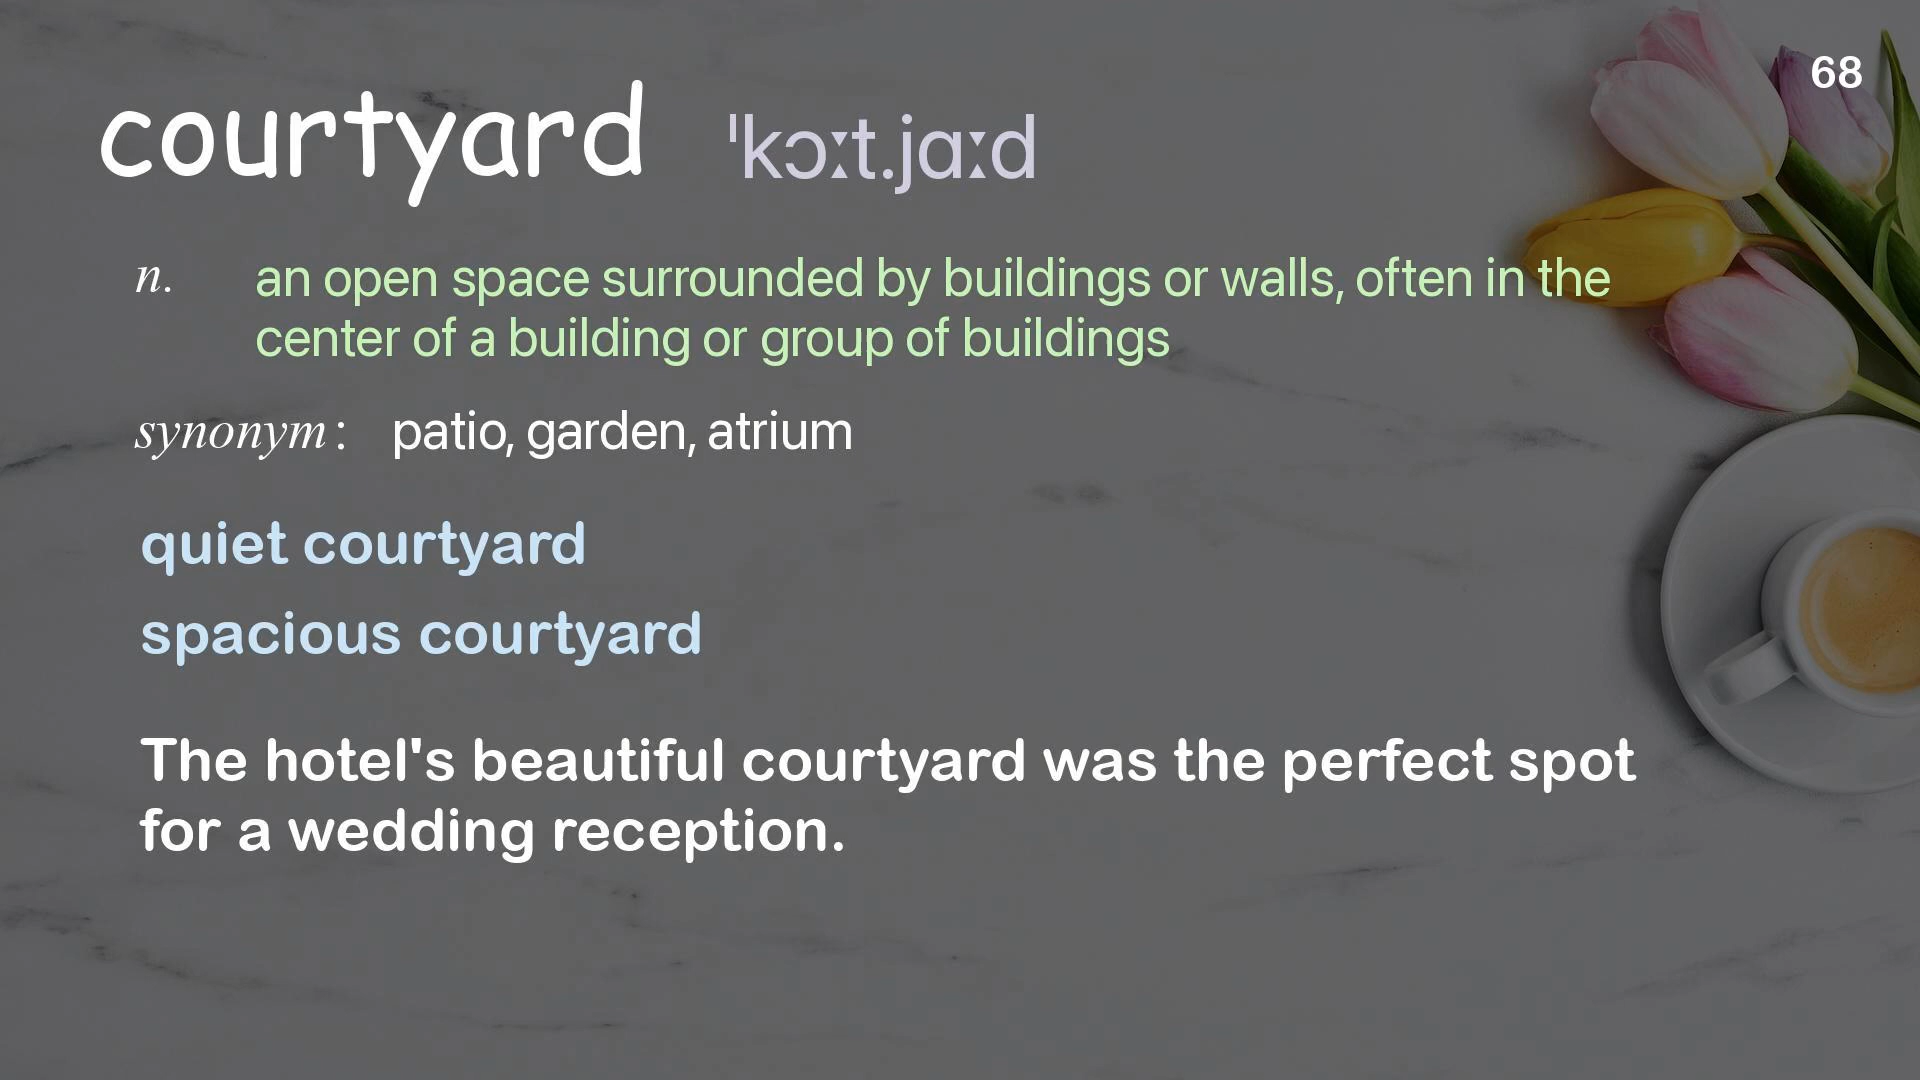 68
courtyard ˈkɔːt.jɑːd
n. an open space surrounded by buildings or walls, often in the
center of a building or group of buildings
synonym: patio, garden, atrium
quiet courtyard
spacious courtyard
The hotel's beautiful courtyard was the perfect spot
for a wedding reception.